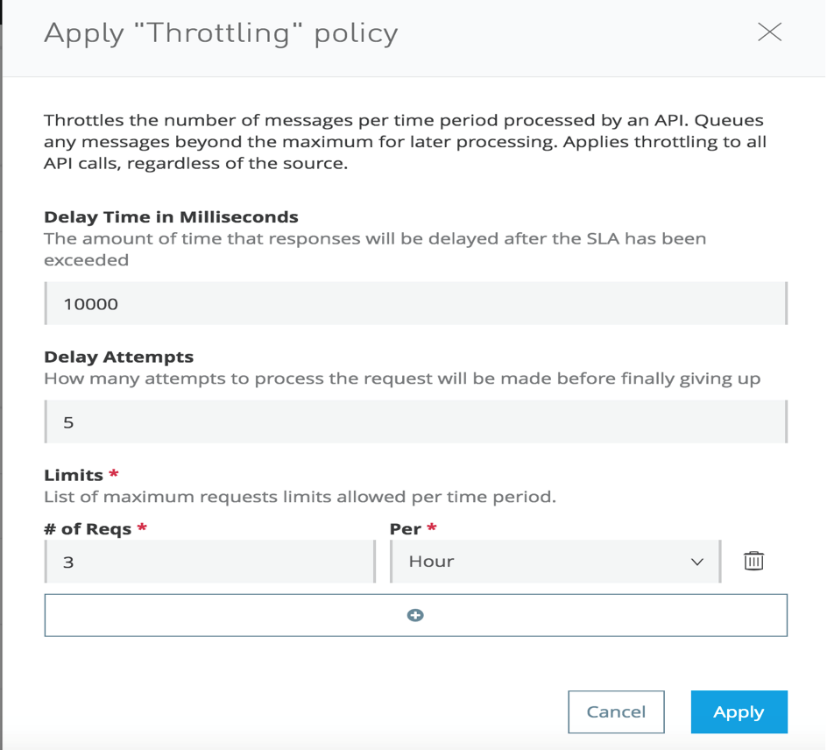 Apply "Throttling" policy
Throttles the number of messages per time period processed by an API. Queues
any messages beyond the maximum for later processing. Applies throttling to all
API calls, regardless of the source.
Delay Time in Milliseconds
The amount of time that responses will be delayed after the SLA has been
exceeded
10000
Delay Attempts
How many attempts to process the request will be made before finally giving up
5
Limits *
List of maximum requests limits allowed per time period.
# of Reqs * Per *
3 Hour
Cancel Apply